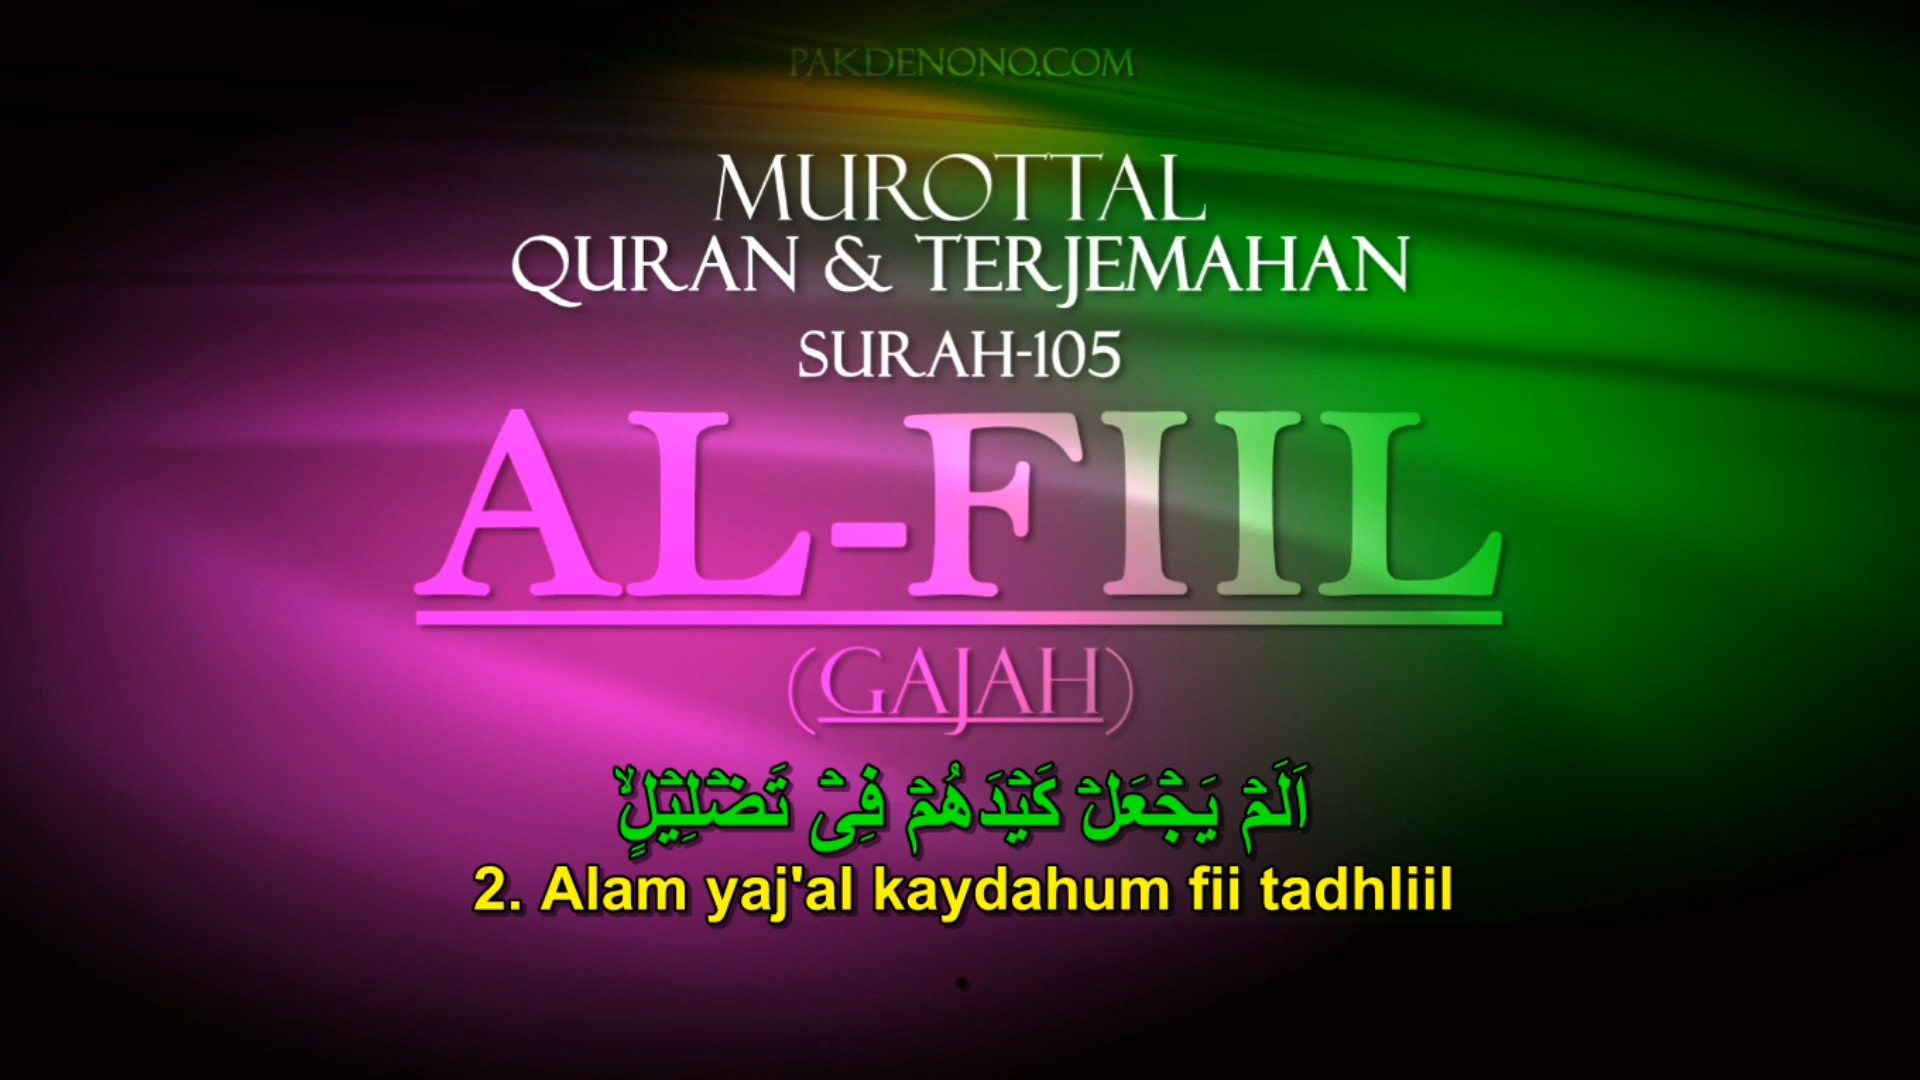 PAKDENONO.COM
MUROTTAL
QURAN & TERJEMAHAN
SURAH-105
AL-FIIL
(GAJAH)
اَلَمۡ يَجۡعَلۡ كَيۡدَهُمۡ فِىۡ تَضۡلِيۡلٍۙ
2. Alam yaj'al kaydahum fii tadhliil